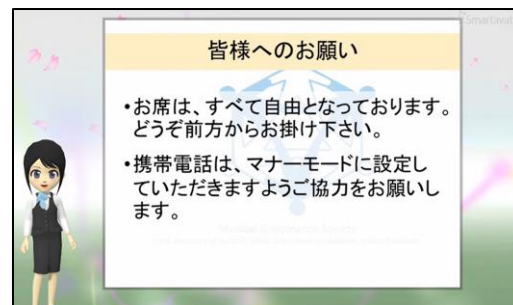 Smartavat
皆様へのお願い
•お席は、すべて自由となっております。
どうぞ前方からお掛け下さい。
•携帯電話は、マナーモードに設定し
ていただきますようご協力をお願いし
ます。